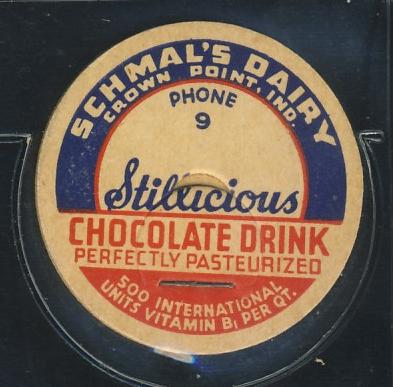 SCHMAL'S DAIRY
CROWN POINT, IND.
PHONE
9
Stillicious
CHOCOLATE DRINK
PERFECTLY PASTEURIZED
500 INTERNATIONAL
UNITS VITAMIN B1 PER QT.